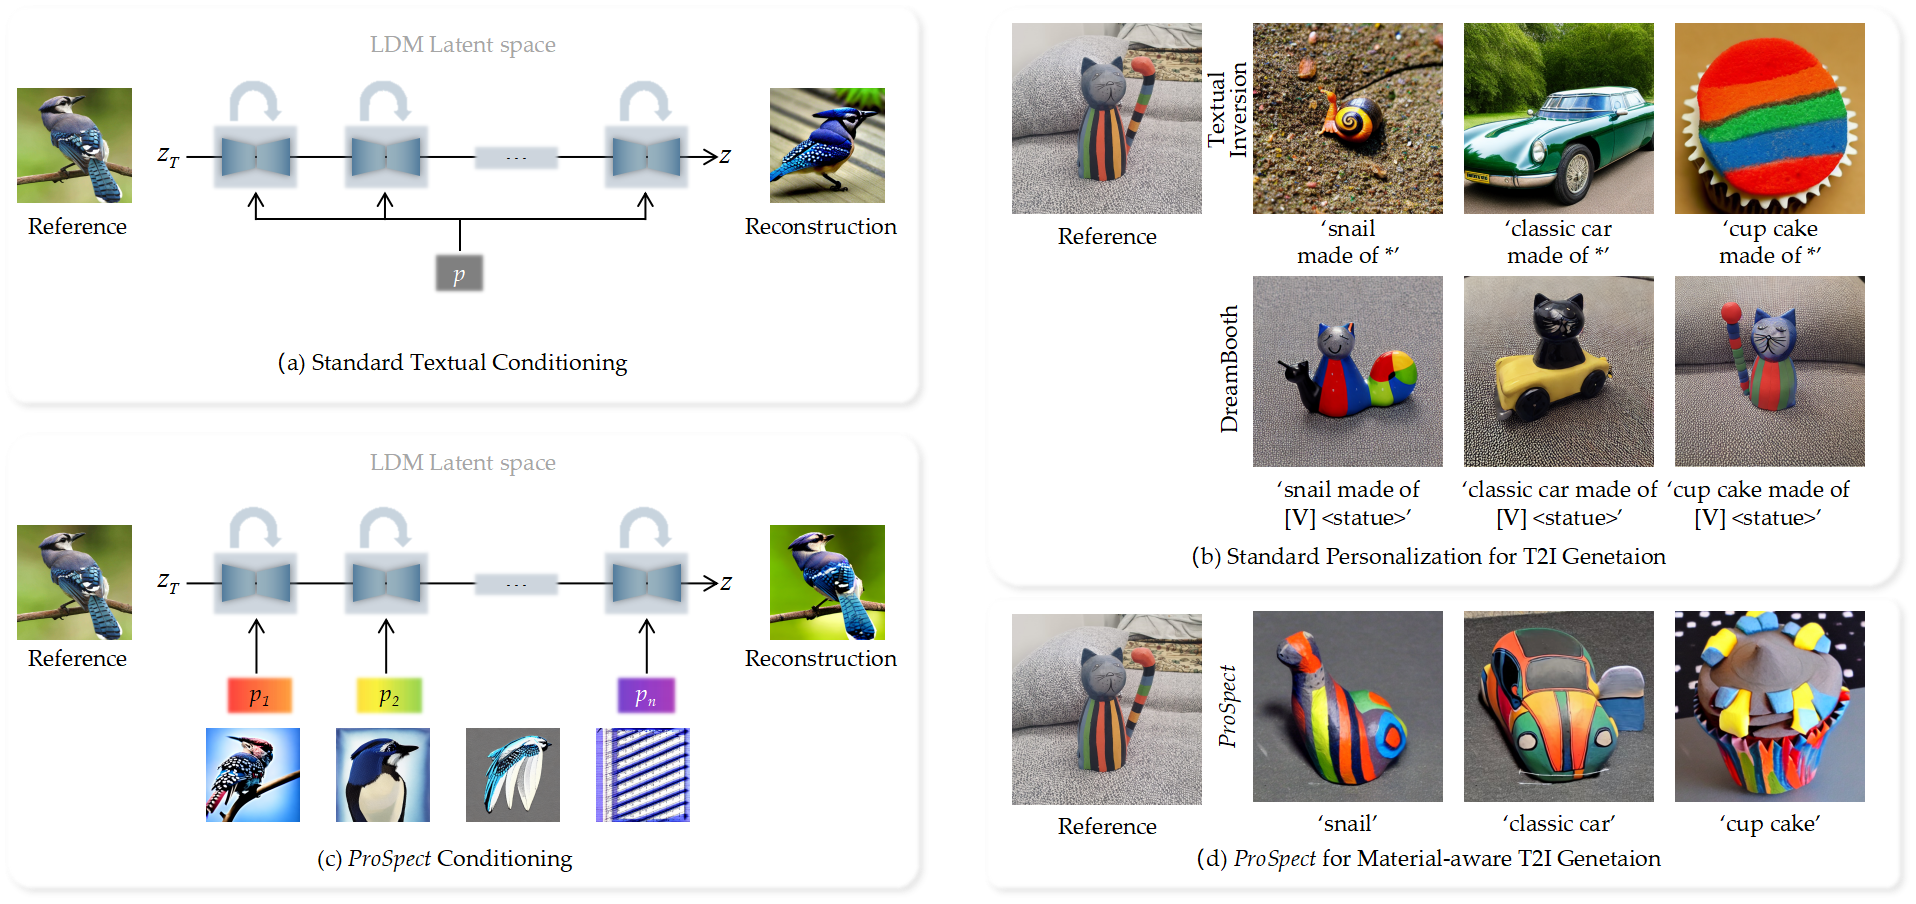 LDM Latent space
z_T
...
z
Reference
Reconstruction
p
(a) Standard Textual Conditioning
Textual
Inversion
Reference
‘snail
made of *’
‘classic car
made of *’
‘cup cake
made of *’
DreamBooth
‘snail made of
[V] <statue>’
‘classic car made of
[V] <statue>’
‘cup cake made of
[V] <statue>’
(b) Standard Personalization for T2I Genetaion
LDM Latent space
z_T
...
z
Reference
Reconstruction
p_1
p_2
p_n
(c) ProSpect Conditioning
ProSpect
Reference
‘snail’
‘classic car’
‘cup cake’
(d) ProSpect for Material-aware T2I Genetaion